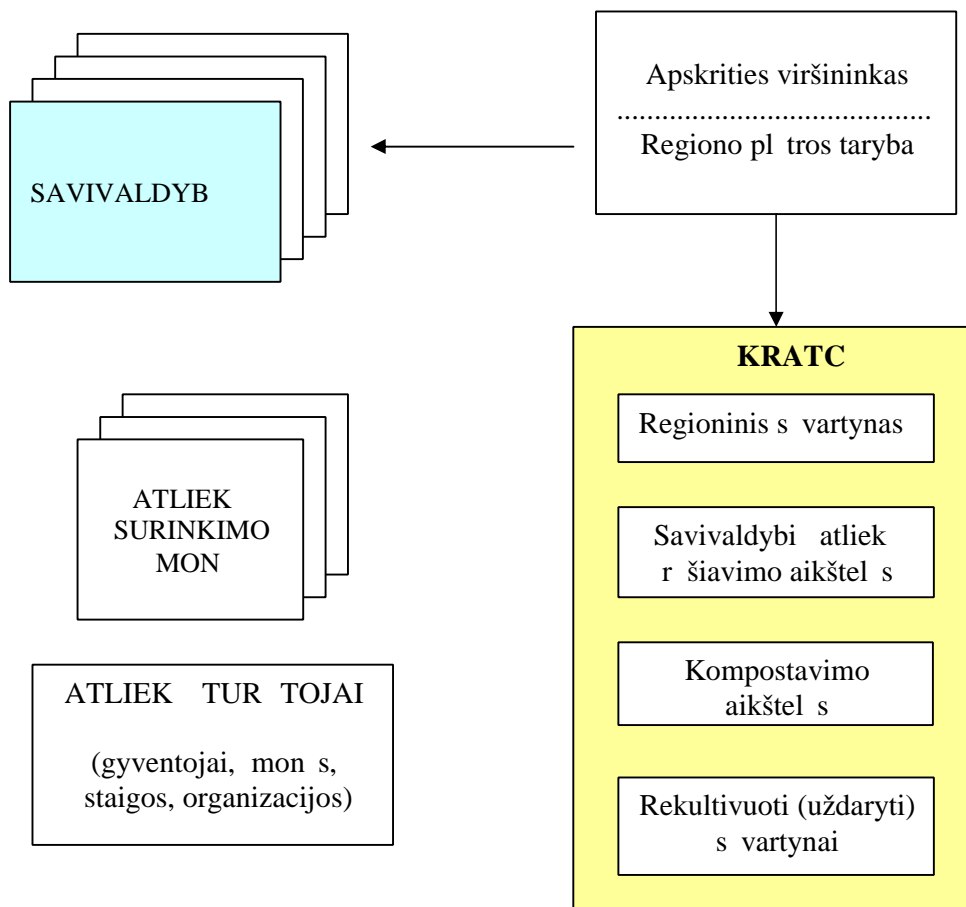 Apskrities viršininkas
Regiono pl tros taryba
SAVIVALDYB
KRATC
Regioninis s vartynas
Savivaldybi atliek
r šiavimo aikštel s
Kompostavimo
aikštel s
Rekultivuoti (uždaryti)
s vartynai
ATLIEK
SURINKIMO
MON
ATLIEK TUR TOJAI
(gyventojai, mon s,
staigos, organizacijos)